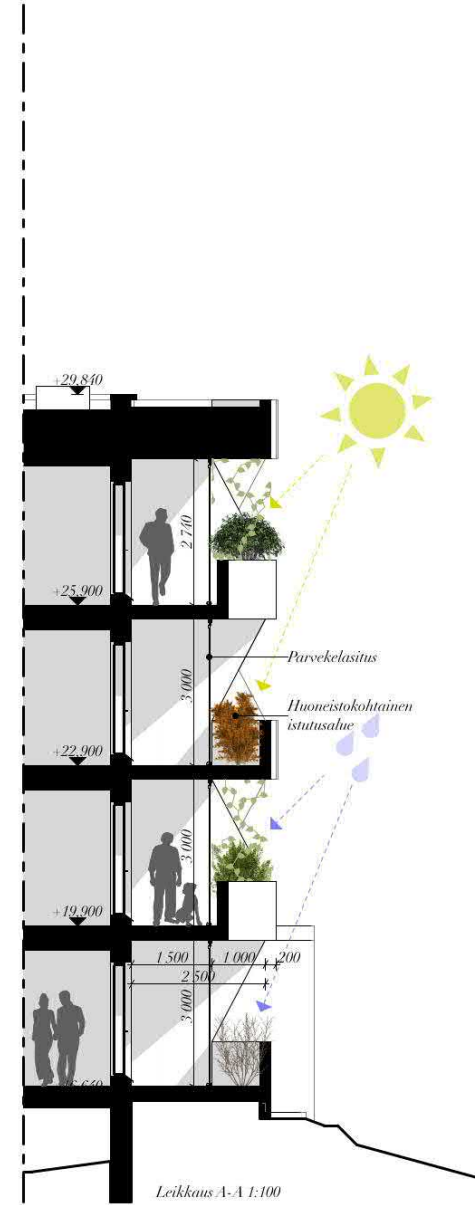 +29.840
2 740
+25.900
Parvekelasitus
3 000
Huoneistokohtainen
istutusalue
+22.900
3 000
+19.900
1 500 1 000 200
2 500
3 000
Leikkaus A-A 1:100